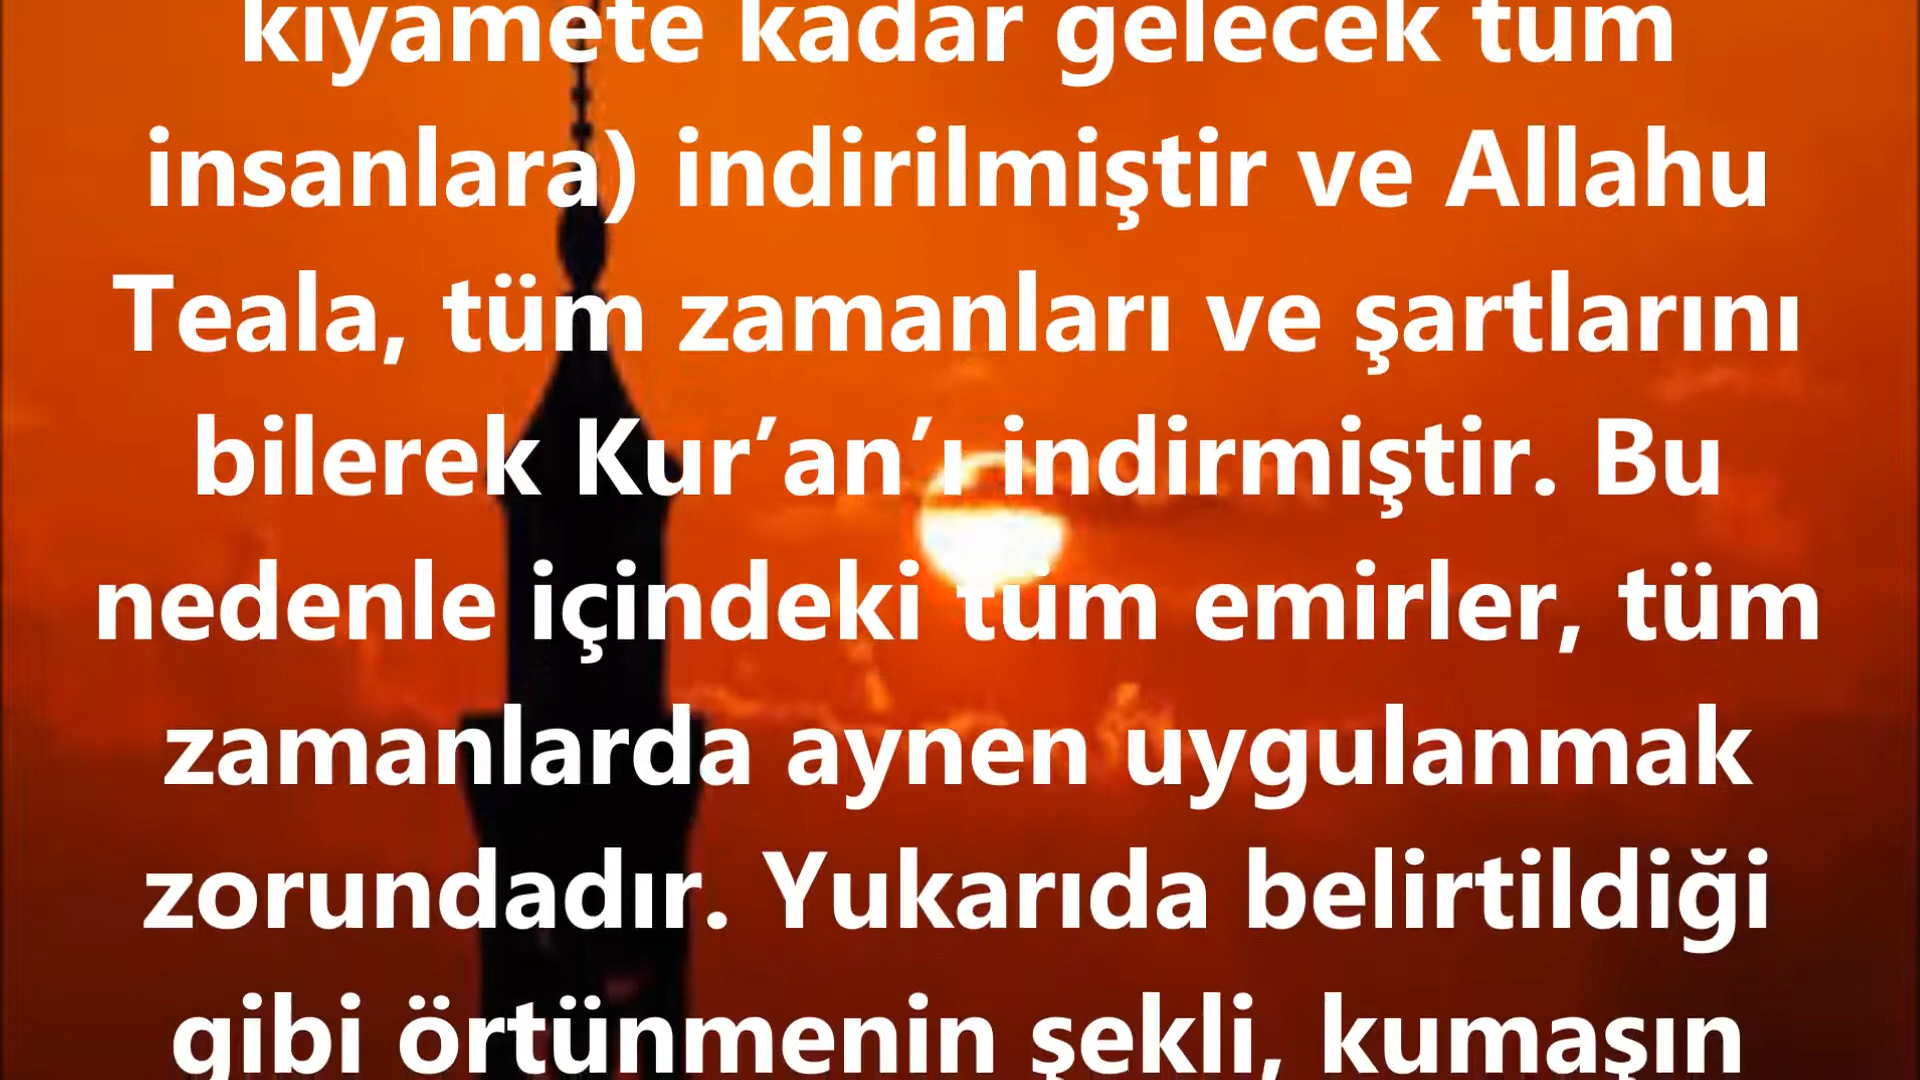 kıyamete kadar gelecek tüm
insanlara) indirilmiştir ve Allahu
Teala, tüm zamanları ve şartlarını
bilerek Kur’an’ı indirmiştir. Bu
nedenle içindeki tüm emirler, tüm
zamanlarda aynen uygulanmak
zorundadır. Yukarıda belirtildiği
gibi örtünmenin şekli, kumaşın